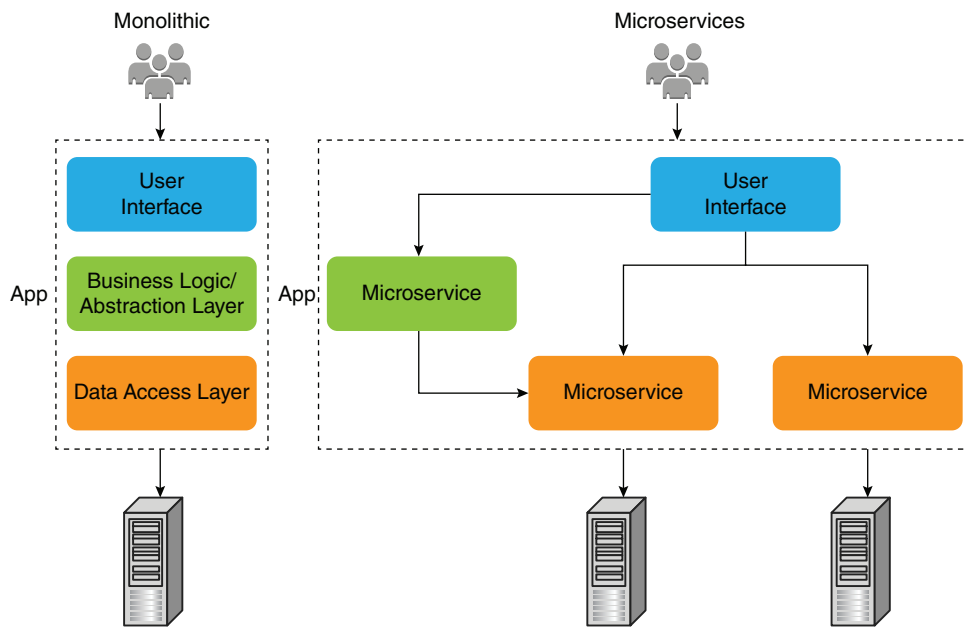 Monolithic
User
Interface
App
Business Logic/
Abstraction Layer
Data Access Layer
Microservices
User
Interface
App
Microservice
Microservice
Microservice